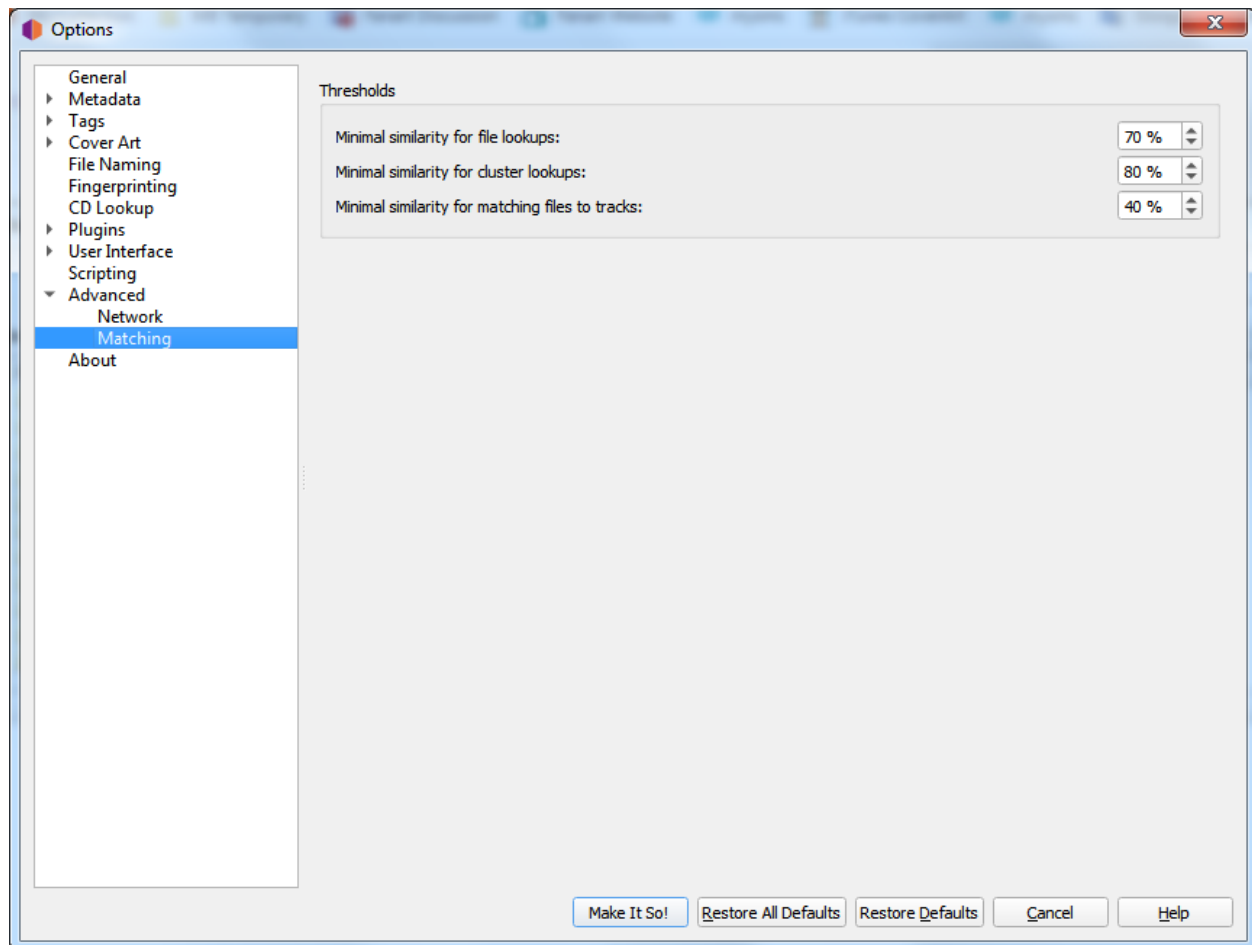 Options
X
General
Metadata
Tags
Cover Art
File Naming
Fingerprinting
CD Lookup
Plugins
User Interface
Scripting
Advanced
Network
Matching
About
Thresholds
Minimal similarity for file lookups: 70 %
Minimal similarity for cluster lookups: 80 %
Minimal similarity for matching files to tracks: 40 %
Make It So! Restore All Defaults Restore Defaults Cancel Help